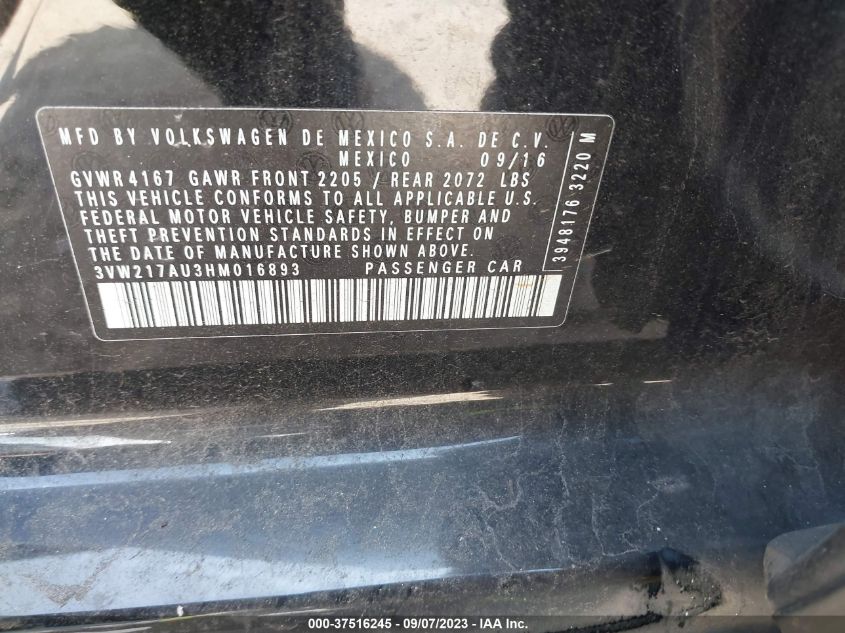 MFD BY VOLKSWAGEN DE MEXICO S.A. DE C.V.
MEXICO 09/16
GVWR 4167 GAWR FRONT 2205 / REAR 2072 LBS
THIS VEHICLE CONFORMS TO ALL APPLICABLE U.S.
FEDERAL MOTOR VEHICLE SAFETY, BUMPER AND
THEFT PREVENTION STANDARDS IN EFFECT ON
THE DATE OF MANUFACTURE SHOWN ABOVE.
3VW217AU3HM016893 PASSENGER CAR
3948176 3220 M
000-37516245 - 09/07/2023 - IAA Inc.